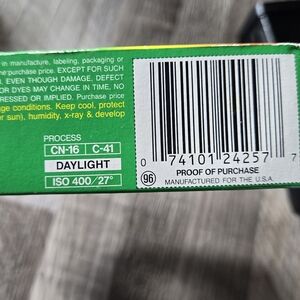 in manufacture, labeling, packaging or
purchase price. EXCEPT FOR SUCH
EVEN THOUGH DAMAGE, DEFECT
OR DYES MAY CHANGE IN TIME, NO
PRESSED OR IMPLIED. Purchase price
ge conditions. Keep cool, protect
or sun), humidity, x-ray & develop
PROCESS
CN-16 C-41
DAYLIGHT
ISO 400/27°
0 74101 24257 7
96 PROOF OF PURCHASE
MANUFACTURED FOR THE U.S.A.